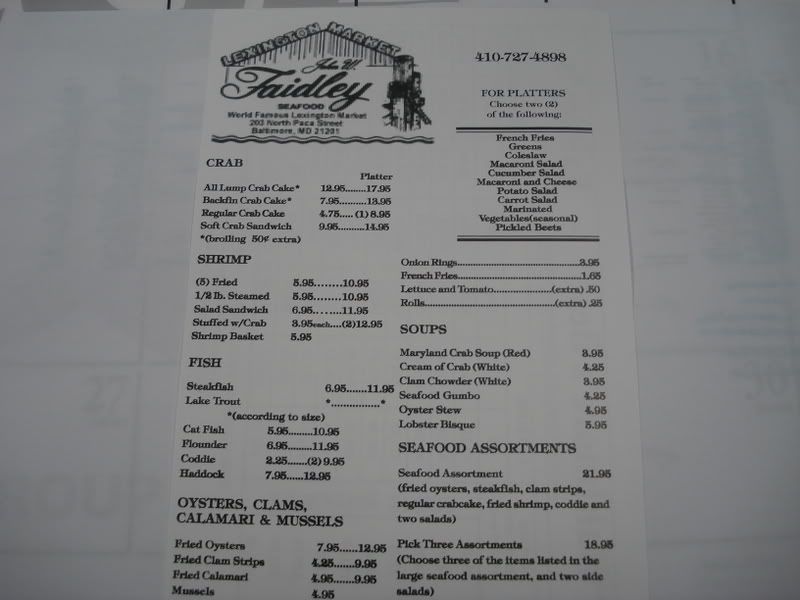 LEXINGTON MARKET
John W.
Faidley
SEAFOOD
World Famous Lexington Market
203 North Paca Street
Baltimore, MD 21201
410-727-4898
FOR PLATTERS
Choose two (2)
of the following:
French Fries
Greens
Coleslaw
Macaroni Salad
Cucumber Salad
Macaroni and Cheese
Potato Salad
Carrot Salad
Marinated
Vegetables(seasonal)
Pickled Beets
CRAB
Platter
All Lump Crab Cake* 12.95........17.95
Backfin Crab Cake* 7.95..........13.95
Regular Crab Cake 4.75..... (1) 8.95
Soft Crab Sandwich 9.95..........14.95
*(broiling 50¢ extra)
SHRIMP
(5) Fried 5.95........10.95
1/2 lb. Steamed 5.95........10.95
Salad Sandwich 6.95........11.95
Stuffed w/Crab 3.95each....(2)12.95
Shrimp Basket 5.95
FISH
Steakfish 6.95.......11.95
Lake Trout *................*
*(according to size)
Cat Fish 5.95.........10.95
Flounder 6.95.........11.95
Coddie 2.25.......(2) 9.95
Haddock 7.95......12.95
OYSTERS, CLAMS,
CALAMARI & MUSSELS
Fried Oysters 7.95......12.95
Fried Clam Strips 4.25.......9.95
Fried Calamari 4.95.......9.95
Mussels 4.95
Onion Rings.......................................3.95
French Fries.......................................1.65
Lettuce and Tomato....................(extra) .50
Rolls..........................................(extra) .25
SOUPS
Maryland Crab Soup (Red) 3.95
Cream of Crab (White) 4.25
Clam Chowder (White) 3.95
Seafood Gumbo 4.25
Oyster Stew 4.95
Lobster Bisque 5.95
SEAFOOD ASSORTMENTS
Seafood Assortment 21.95
(fried oysters, steakfish, clam strips,
regular crabcake, fried shrimp, coddie and
two salads)
Pick Three Assortments 18.95
(Choose three of the items listed in the
large seafood assortment, and two side
salads)